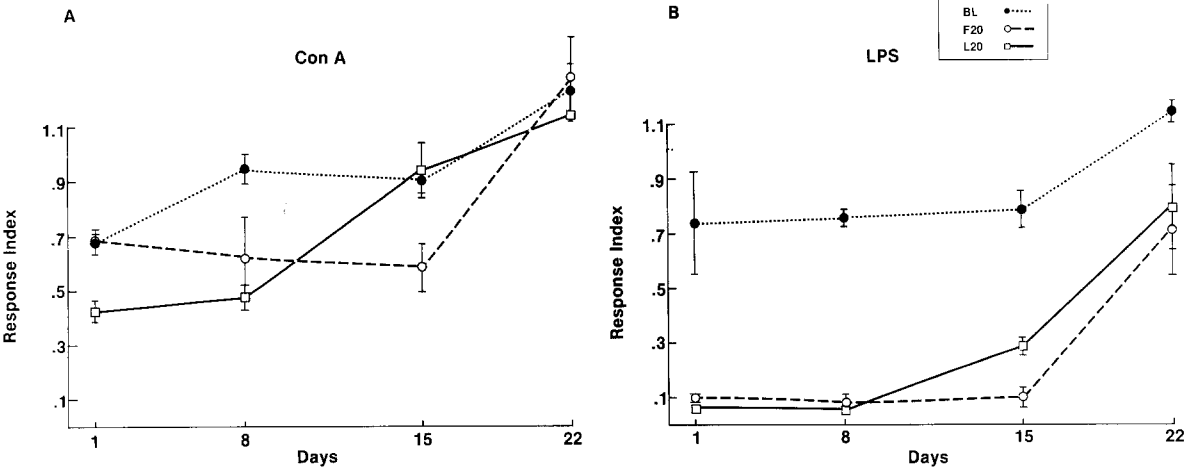 A
Con A
Response Index
1.1
.9
.7
.5
.3
.1
1
8
15
22
Days
B
LPS
BL
F20
L20
Response Index
1.1
.9
.7
.5
.3
.1
1
8
15
22
Days